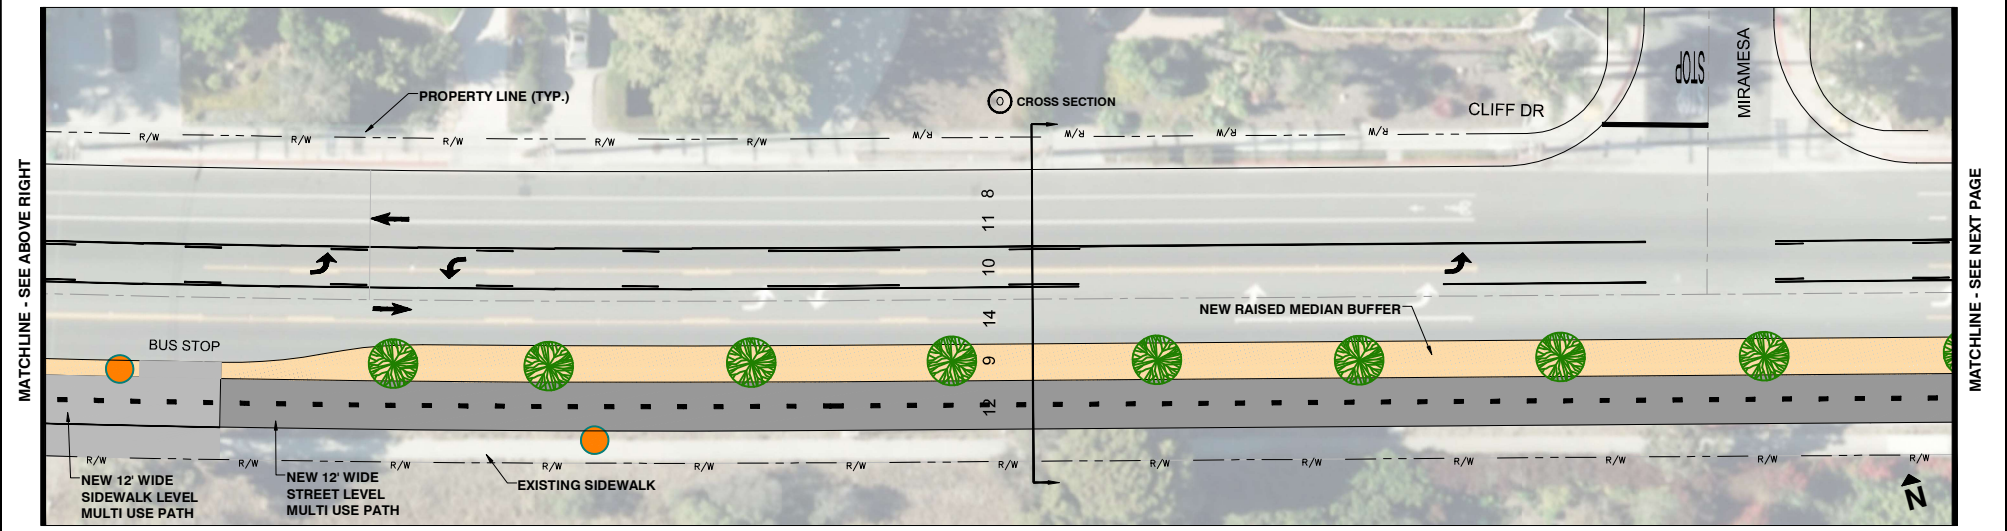 PROPERTY LINE (TYP.)
CROSS SECTION
CLIFF DR
STOP
MIRAMESA
R/W R/W R/W R/W R/W R/W R/W R/W R/W
MATCHLINE - SEE ABOVE RIGHT
MATCHLINE - SEE NEXT PAGE
8
11
10
14
9
12
NEW RAISED MEDIAN BUFFER
BUS STOP
R/W R/W R/W R/W R/W R/W R/W R/W R/W R/W R/W R/W R/W
NEW 12' WIDE
SIDEWALK LEVEL
MULTI USE PATH
NEW 12' WIDE
STREET LEVEL
MULTI USE PATH
EXISTING SIDEWALK
N